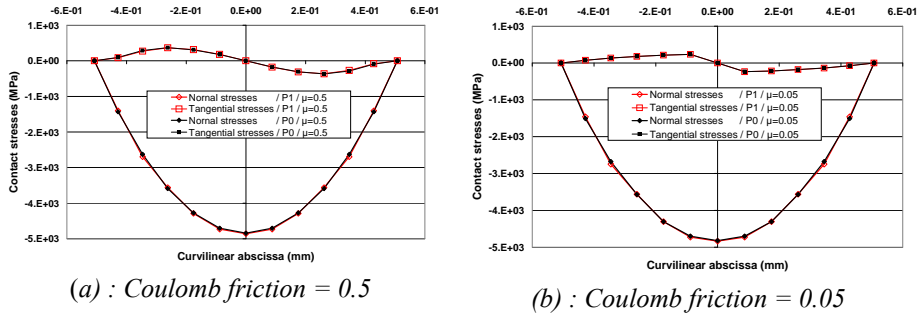 -6.E-01 -4.E-01 -2.E-01 0.E+00 2.E-01 4.E-01 6.E-01
1.E+03
0.E+00
-1.E+03
-2.E+03
-3.E+03
-4.E+03
-5.E+03
Contact stresses (MPa)
Nornal stresses / P1 / µ=0.5
Tangential stresses / P1 / µ=0.5
Normal stresses / P0 / µ=0.5
Tangential stresses / P0 / µ=0.5
Curvilinear abscissa (mm)
(a) : Coulomb friction = 0.5
-6.E-01 -4.E-01 -2.E-01 0.E+00 2.E-01 4.E-01 6.E-01
1.E+03
0.E+00
-1.E+03
-2.E+03
-3.E+03
-4.E+03
-5.E+03
Contact stresses (MPa)
Nornal stresses / P1 / µ=0.05
Tangential stresses / P1 / µ=0.05
Normal stresses / P0 / µ=0.05
Tangential stresses / P0 / µ=0.05
Curvilinear abscissa (mm)
(b) : Coulomb friction = 0.05